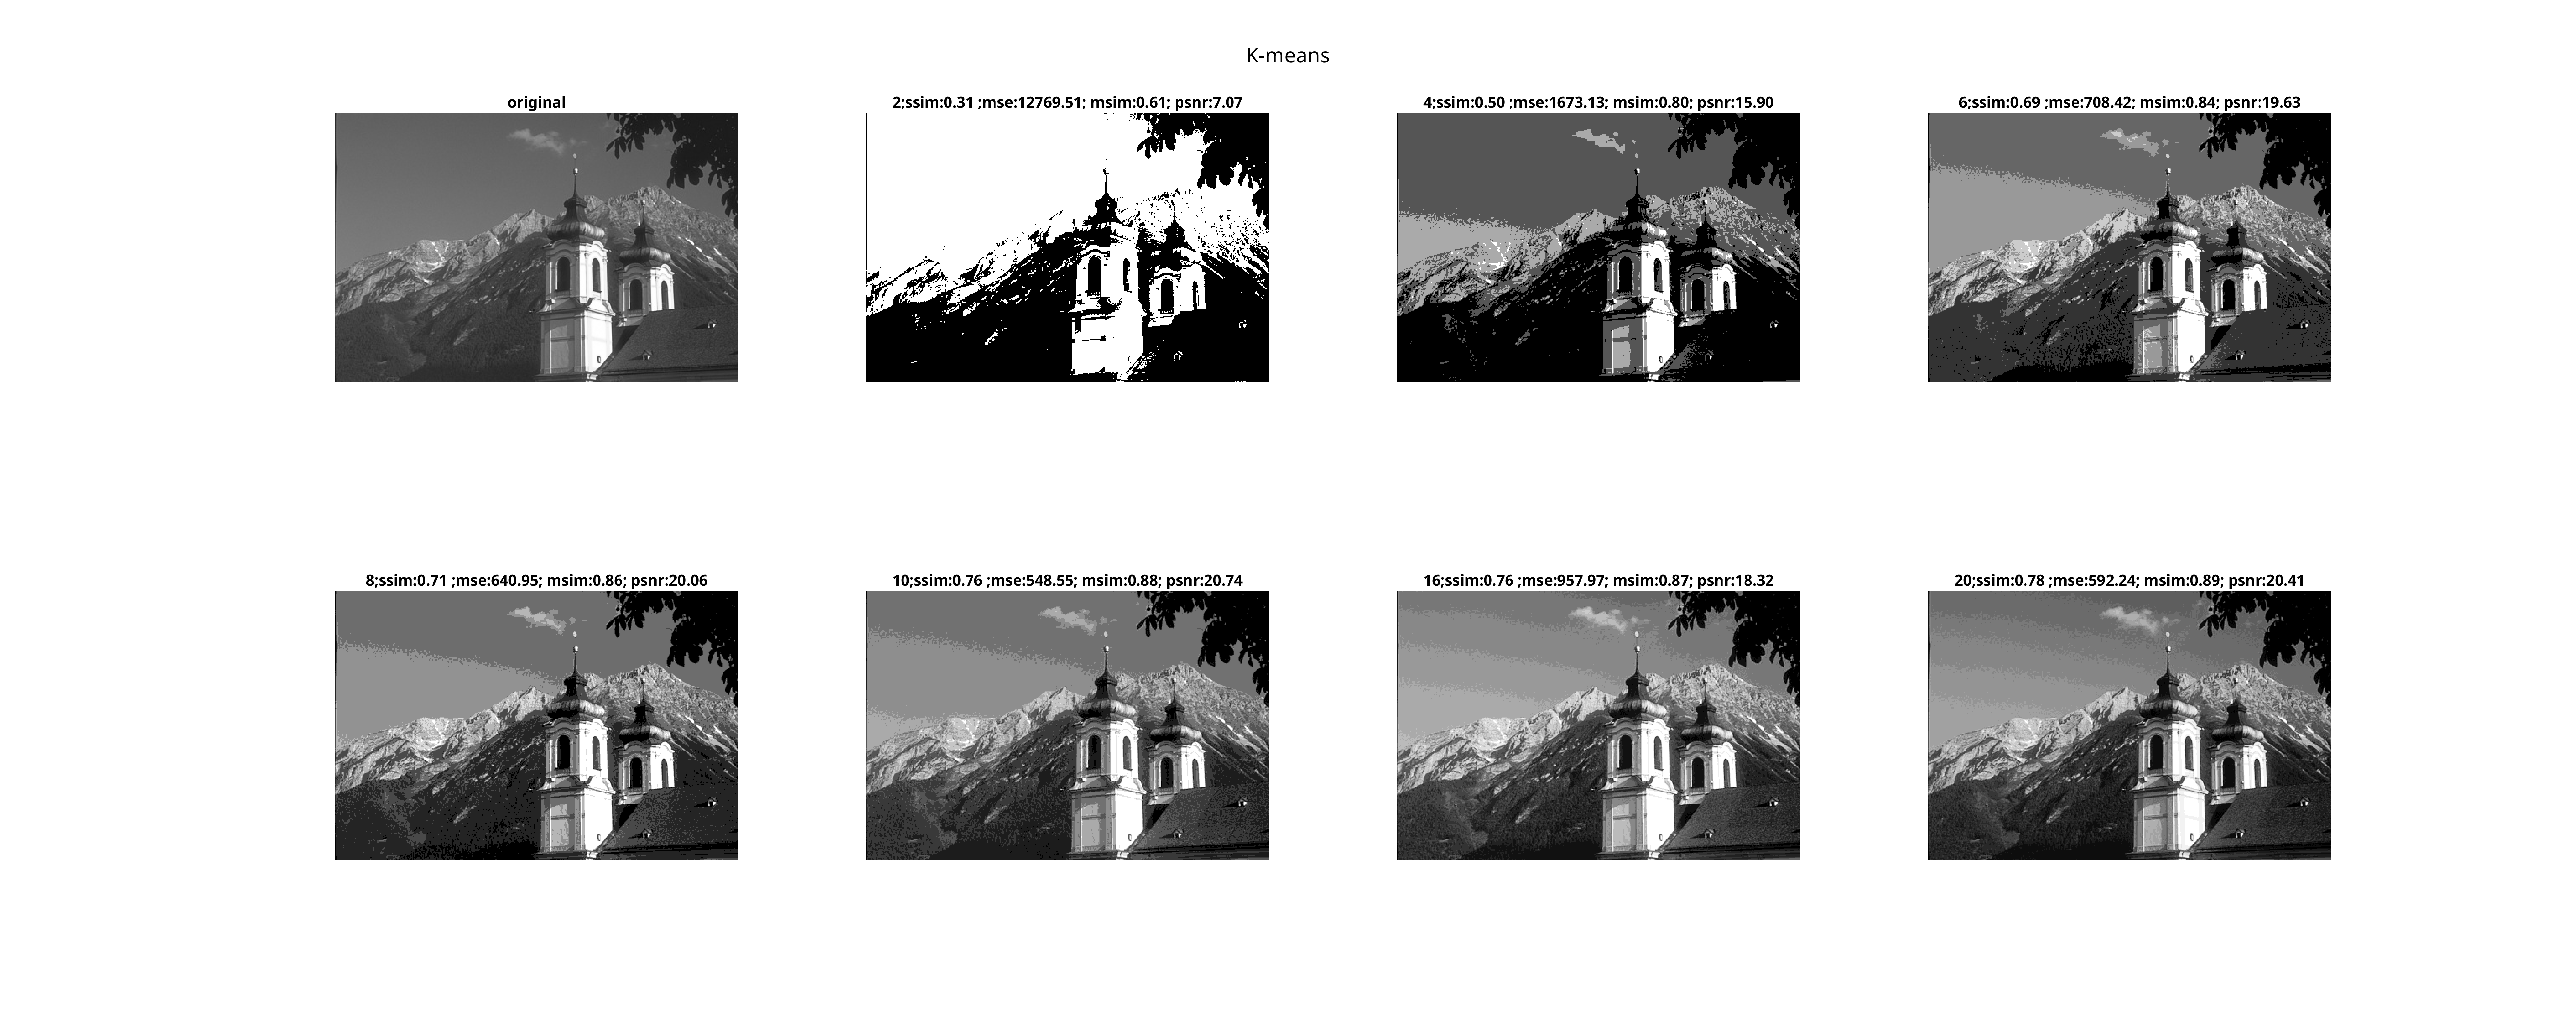 K-means
original
2;ssim:0.31 ;mse:12769.51; msim:0.61; psnr:7.07
4;ssim:0.50 ;mse:1673.13; msim:0.80; psnr:15.90
6;ssim:0.69 ;mse:708.42; msim:0.84; psnr:19.63
8;ssim:0.71 ;mse:640.95; msim:0.86; psnr:20.06
10;ssim:0.76 ;mse:548.55; msim:0.88; psnr:20.74
16;ssim:0.76 ;mse:957.97; msim:0.87; psnr:18.32
20;ssim:0.78 ;mse:592.24; msim:0.89; psnr:20.41